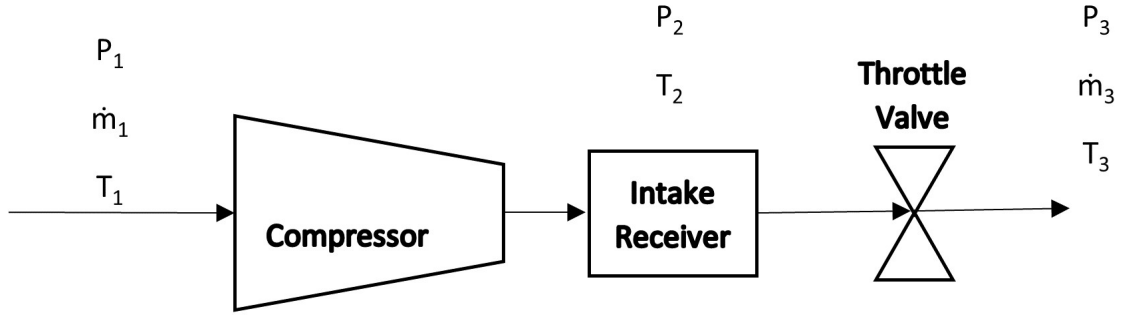 P₁
ṁ₁
T₁
Compressor
P₂
T₂
Intake
Receiver
Throttle
Valve
P₃
ṁ₃
T₃